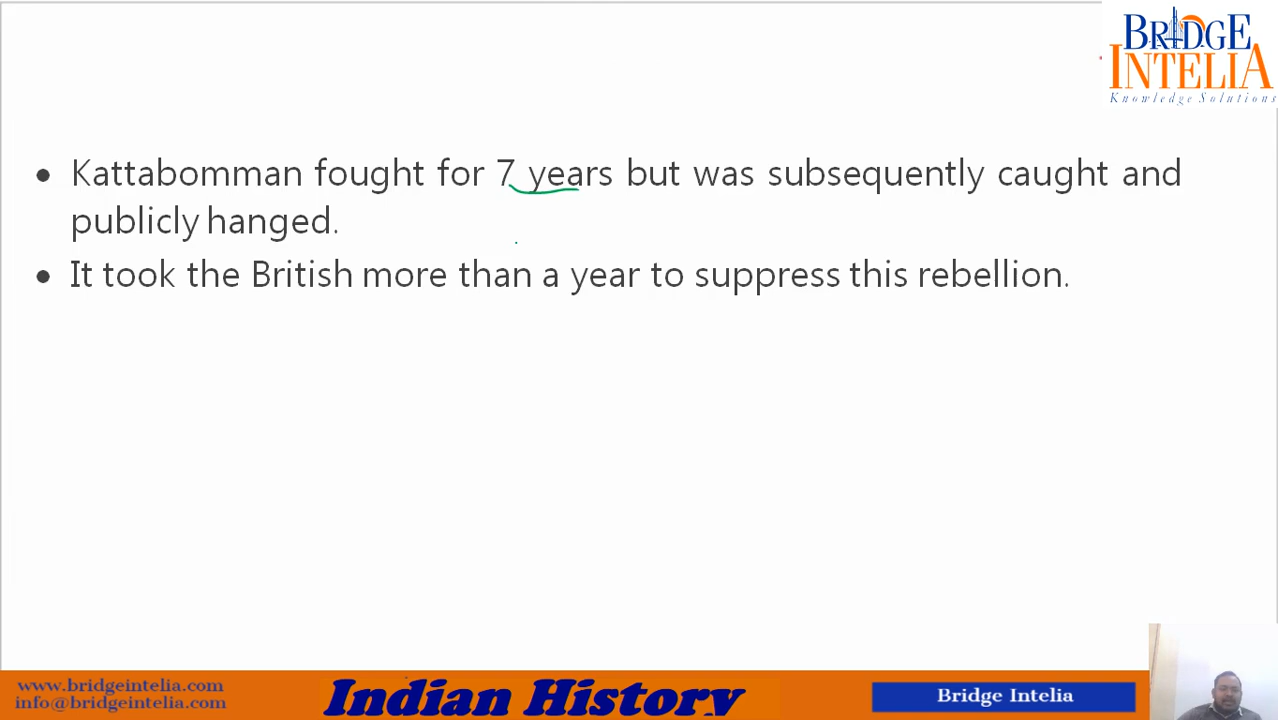 BRIDGE
INTELIA
Knowledge Solutions
• Kattabomman fought for 7 years but was subsequently caught and
publicly hanged.
• It took the British more than a year to suppress this rebellion.
www.bridgeintelia.com
info@bridgeintelia.com
Indian History
Bridge Intelia